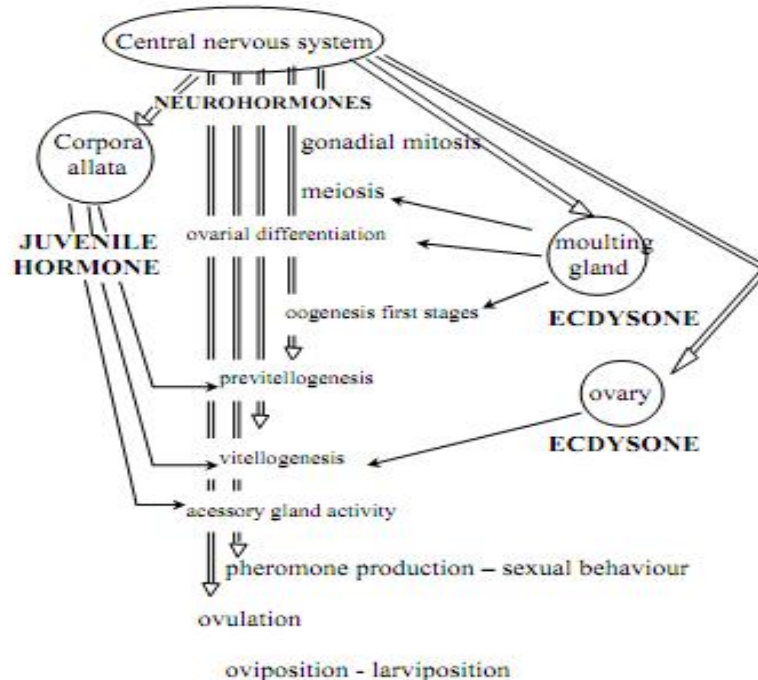 Central nervous system
NEUROHORMONES
Corpora
allata
gonadial mitosis
meiosis
JUVENILE
HORMONE
ovarial differentiation
moulting
gland
oogenesis first stages
ECDYSONE
previtellogenesis
ovary
ECDYSONE
vitellogenesis
acessory gland activity
pheromone production – sexual behaviour
ovulation
oviposition - larviposition